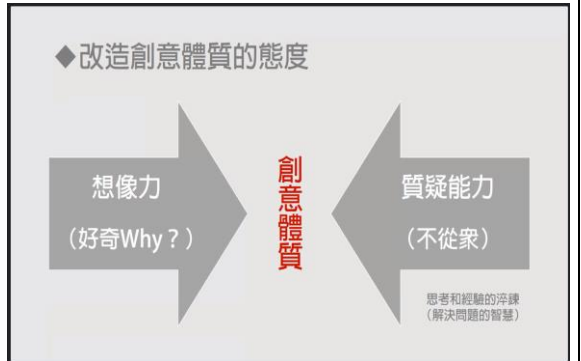 ◆改造創意體質的態度
想像力
（好奇Why？）
創意體質
質疑能力
（不從眾）
思考和經驗的淬鍊
（解決問題的智慧）